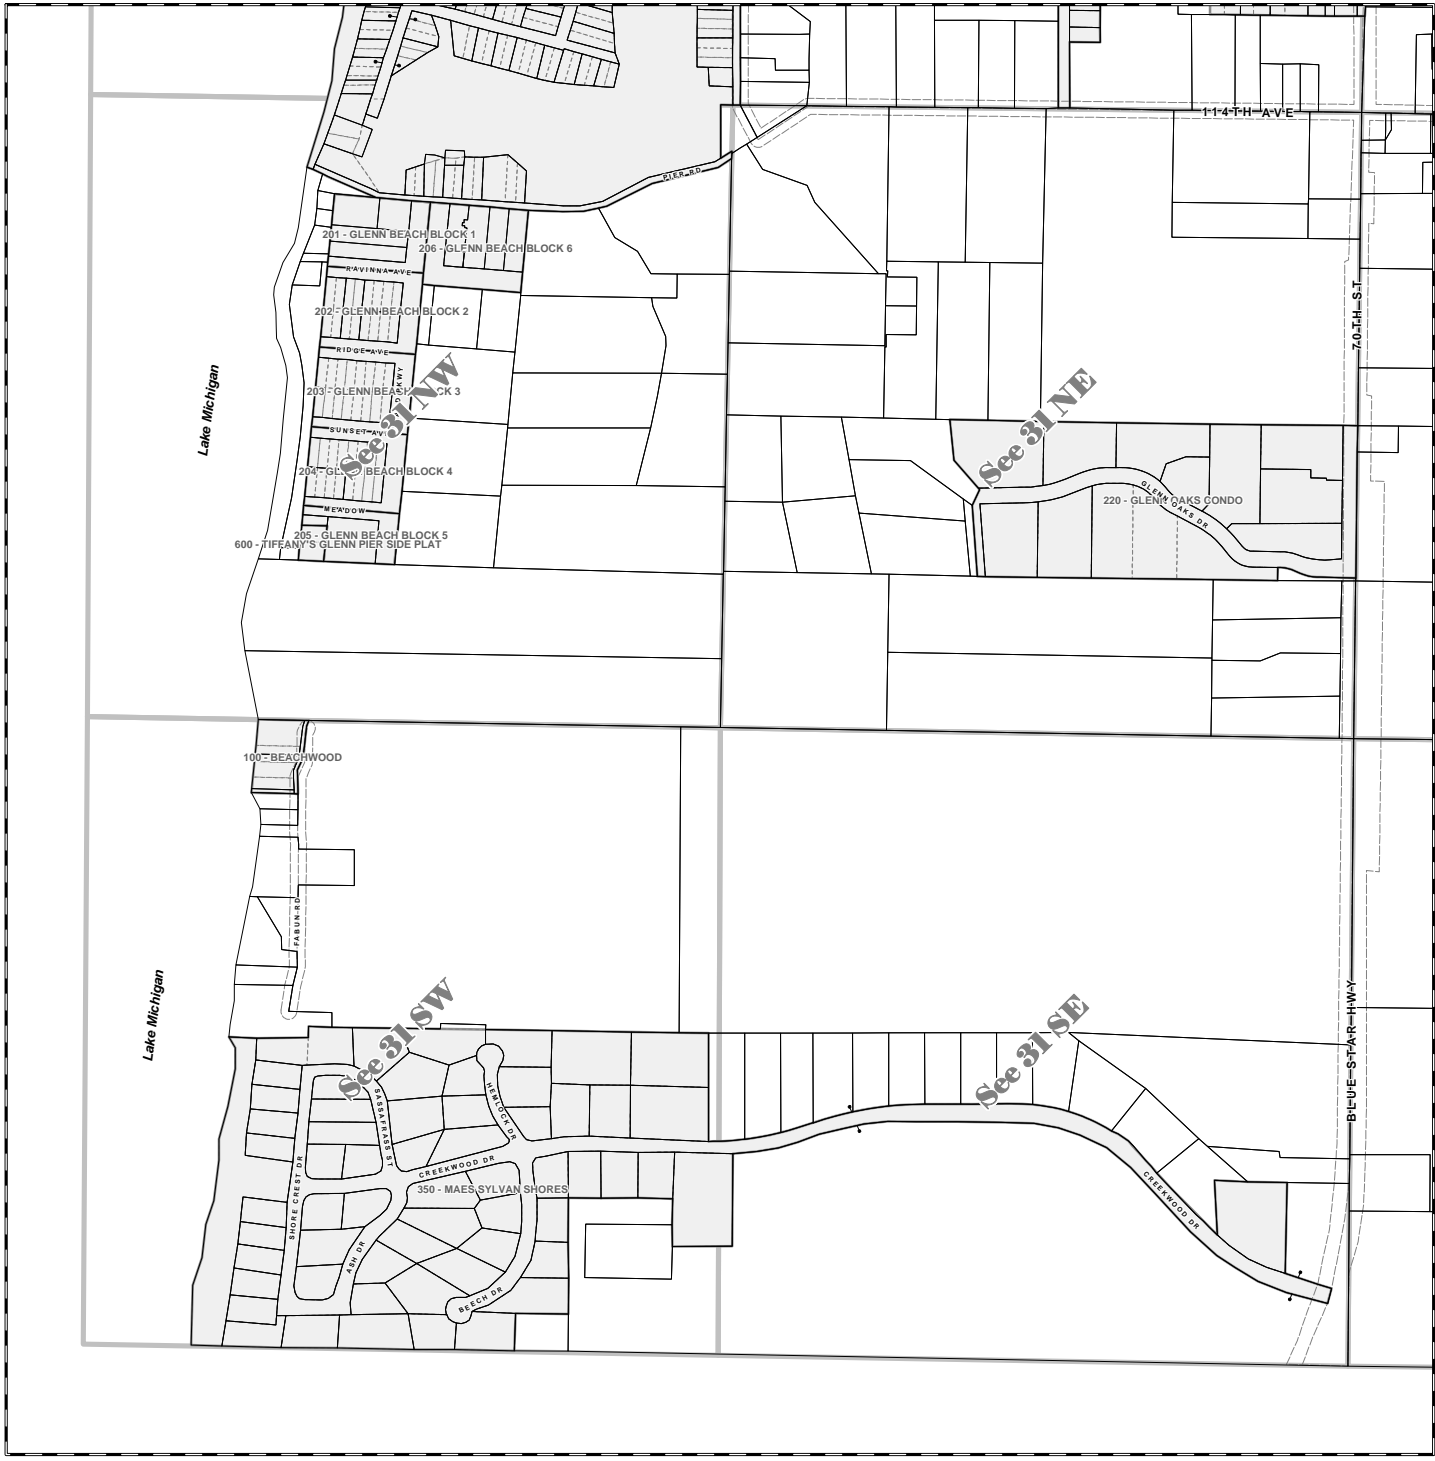 114TH AVE
PIER RD
201 - GLENN BEACH BLOCK 1
206 - GLENN BEACH BLOCK 6
RAVINNA AVE
202 - GLENN BEACH BLOCK 2
70TH ST
RIDGE AVE
See 31 NW
203 - GLENN BEACH BLOCK 3
Lake Michigan
See 31 NE
SUNSET AVE
204 - GLENN BEACH BLOCK 4
GLENN OAKS DR
220 - GLENN OAKS CONDO
MEADOW
205 - GLENN BEACH BLOCK 5
600 - TIFFANY'S GLENN PIER SIDE PLAT
100 - BEACHWOOD
FABUN RD
Lake Michigan
See 31 SW
See 31 SE
BLUE STAR HWY
HEMLOCK DR
SASSAFRASS ST
CREEKWOOD DR
350 - MAES SYLVAN SHORES
SHORE CREST DR
CREEKWOOD DR
ASH DR
BEECH DR